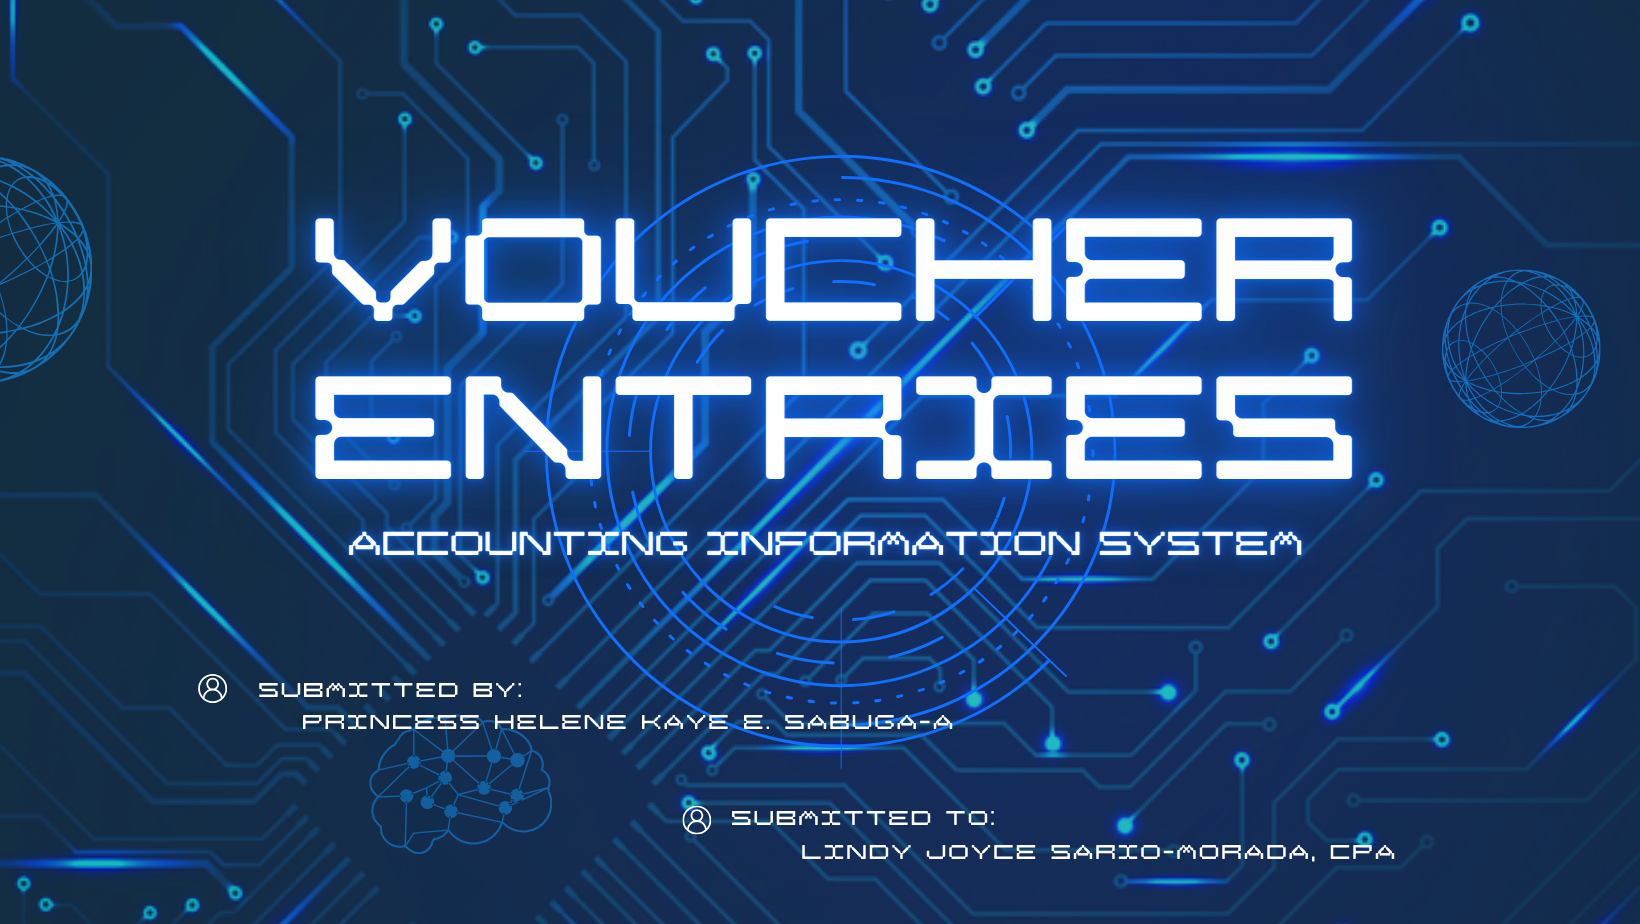 VOUCHER
ENTRIES
ACCOUNTING INFORMATION SYSTEM
SUBMITTED BY:
PRINCESS HELENE KAYE E. SABUGA-A
SUBMITTED TO:
LINDY JOYCE SARIO-MORADA, CPA